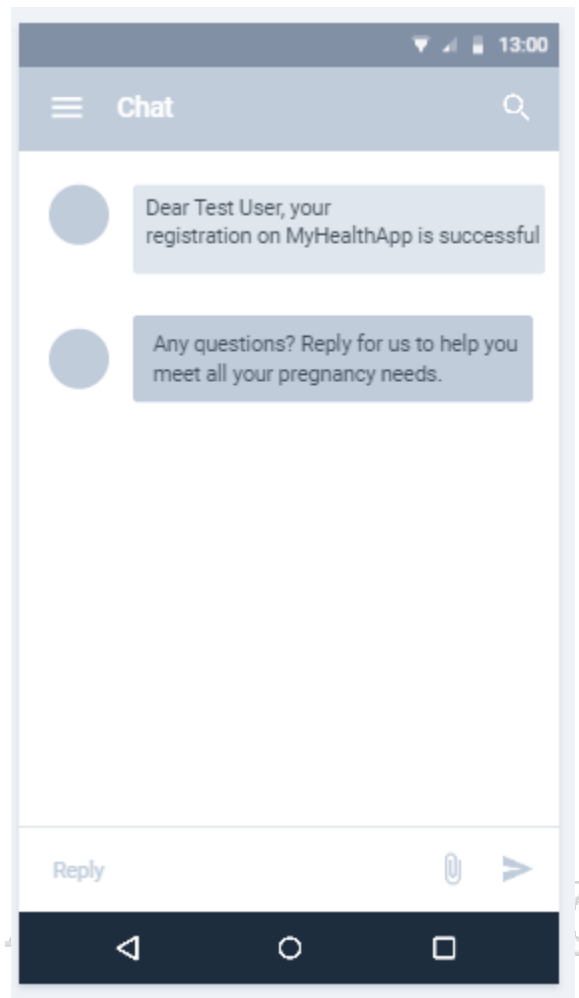 13:00
Chat
Dear Test User, your
registration on MyHealthApp is successful
Any questions? Reply for us to help you
meet all your pregnancy needs.
Reply